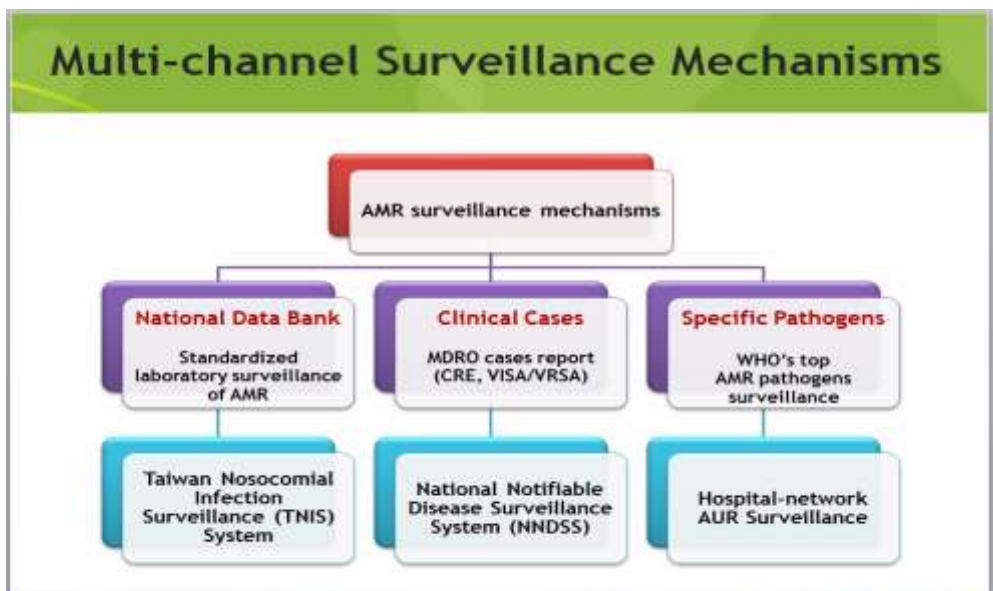 Multi-channel Surveillance Mechanisms
AMR surveillance mechanisms
National Data Bank
Standardized
laboratory surveillance
of AMR
Clinical Cases
MDRO cases report
(CRE, VISA/VRSA)
Specific Pathogens
WHO's top
AMR pathogens
surveillance
Taiwan Nosocomial
Infection
Surveillance (TNIS)
System
National Notifiable
Disease Surveillance
System (NNDSS)
Hospital-network
AUR Surveillance